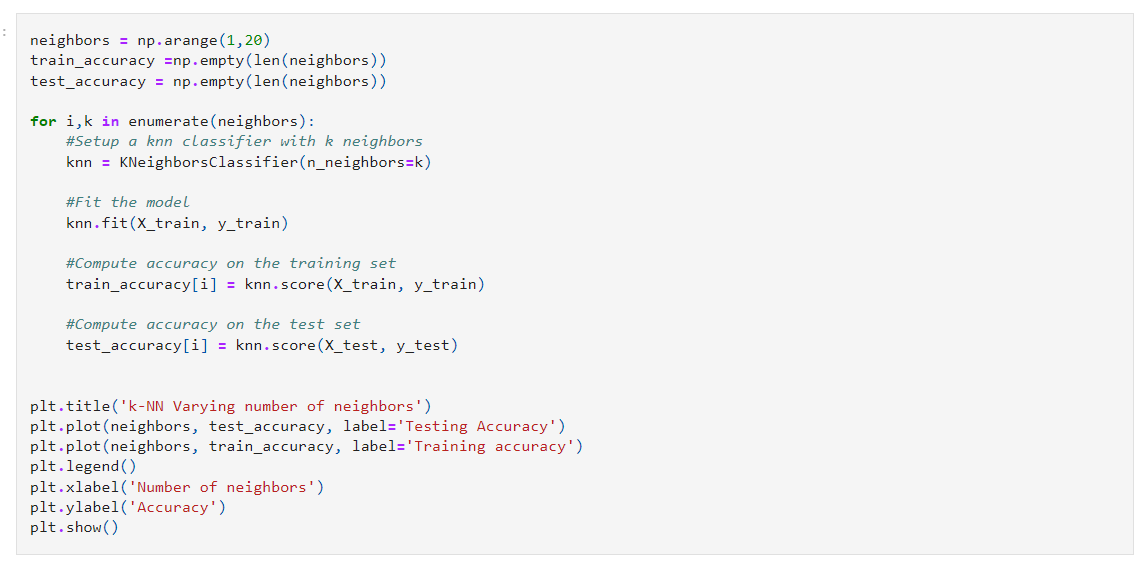 neighbors = np.arange(1,20)
train_accuracy =np.empty(len(neighbors))
test_accuracy = np.empty(len(neighbors))

for i,k in enumerate(neighbors):
    #Setup a knn classifier with k neighbors
    knn = KNeighborsClassifier(n_neighbors=k)

    #Fit the model
    knn.fit(X_train, y_train)

    #Compute accuracy on the training set
    train_accuracy[i] = knn.score(X_train, y_train)

    #Compute accuracy on the test set
    test_accuracy[i] = knn.score(X_test, y_test)


plt.title('k-NN Varying number of neighbors')
plt.plot(neighbors, test_accuracy, label='Testing Accuracy')
plt.plot(neighbors, train_accuracy, label='Training accuracy')
plt.legend()
plt.xlabel('Number of neighbors')
plt.ylabel('Accuracy')
plt.show()